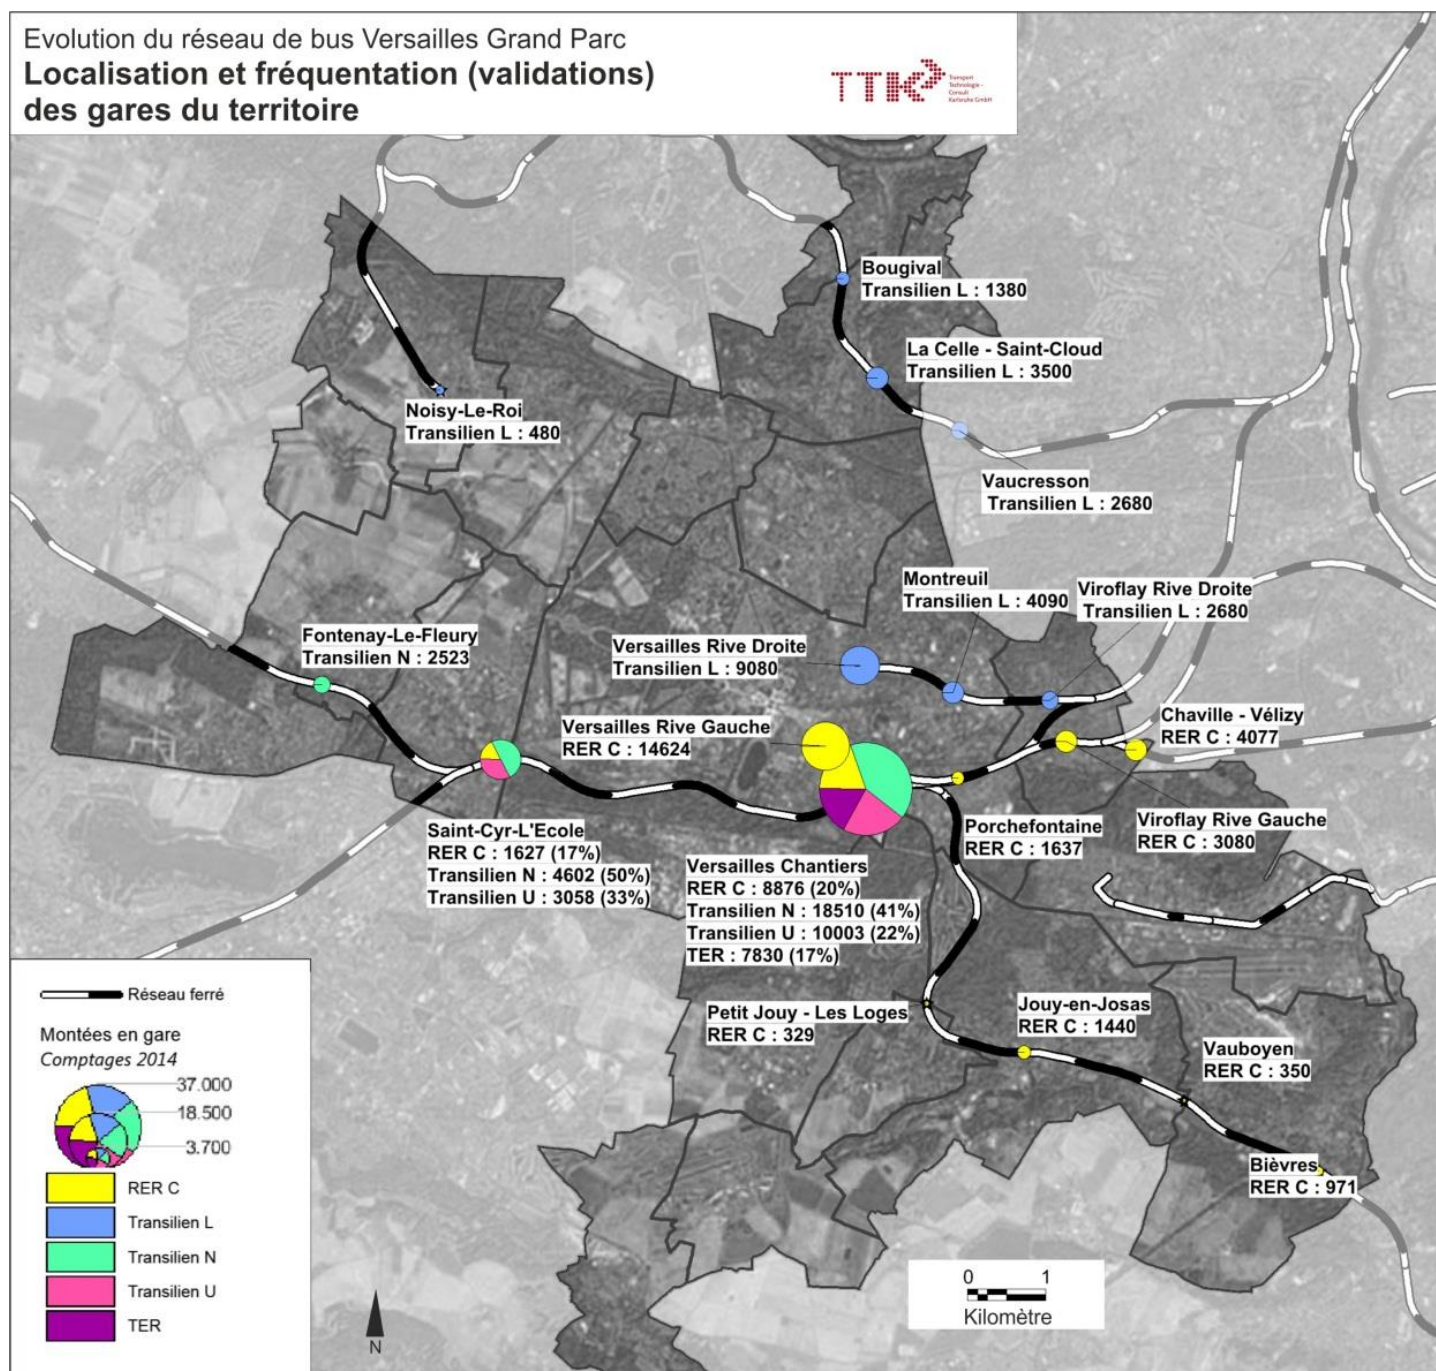 Evolution du réseau de bus Versailles Grand Parc
Localisation et fréquentation (validations)
des gares du territoire
TTK
Transport
Technologie -
Consult
Karlsruhe GmbH
Bougival
Transilien L : 1380
La Celle - Saint-Cloud
Transilien L : 3500
Noisy-Le-Roi
Transilien L : 480
Vaucresson
Transilien L : 2680
Montreuil
Transilien L : 4090
Viroflay Rive Droite
Transilien L : 2680
Fontenay-Le-Fleury
Transilien N : 2523
Versailles Rive Droite
Transilien L : 9080
Versailles Rive Gauche
RER C : 14624
Chaville - Vélizy
RER C : 4077
Saint-Cyr-L'Ecole
RER C : 1627 (17%)
Transilien N : 4602 (50%)
Transilien U : 3058 (33%)
Versailles Chantiers
RER C : 8876 (20%)
Transilien N : 18510 (41%)
Transilien U : 10003 (22%)
TER : 7830 (17%)
Porchefontaine
RER C : 1637
Viroflay Rive Gauche
RER C : 3080
Petit Jouy - Les Loges
RER C : 329
Jouy-en-Josas
RER C : 1440
Vauboyen
RER C : 350
Bièvres
RER C : 971
Réseau ferré
Montées en gare
Comptages 2014
37.000
18.500
3.700
RER C
Transilien L
Transilien N
Transilien U
TER
N
0 1
Kilomètre